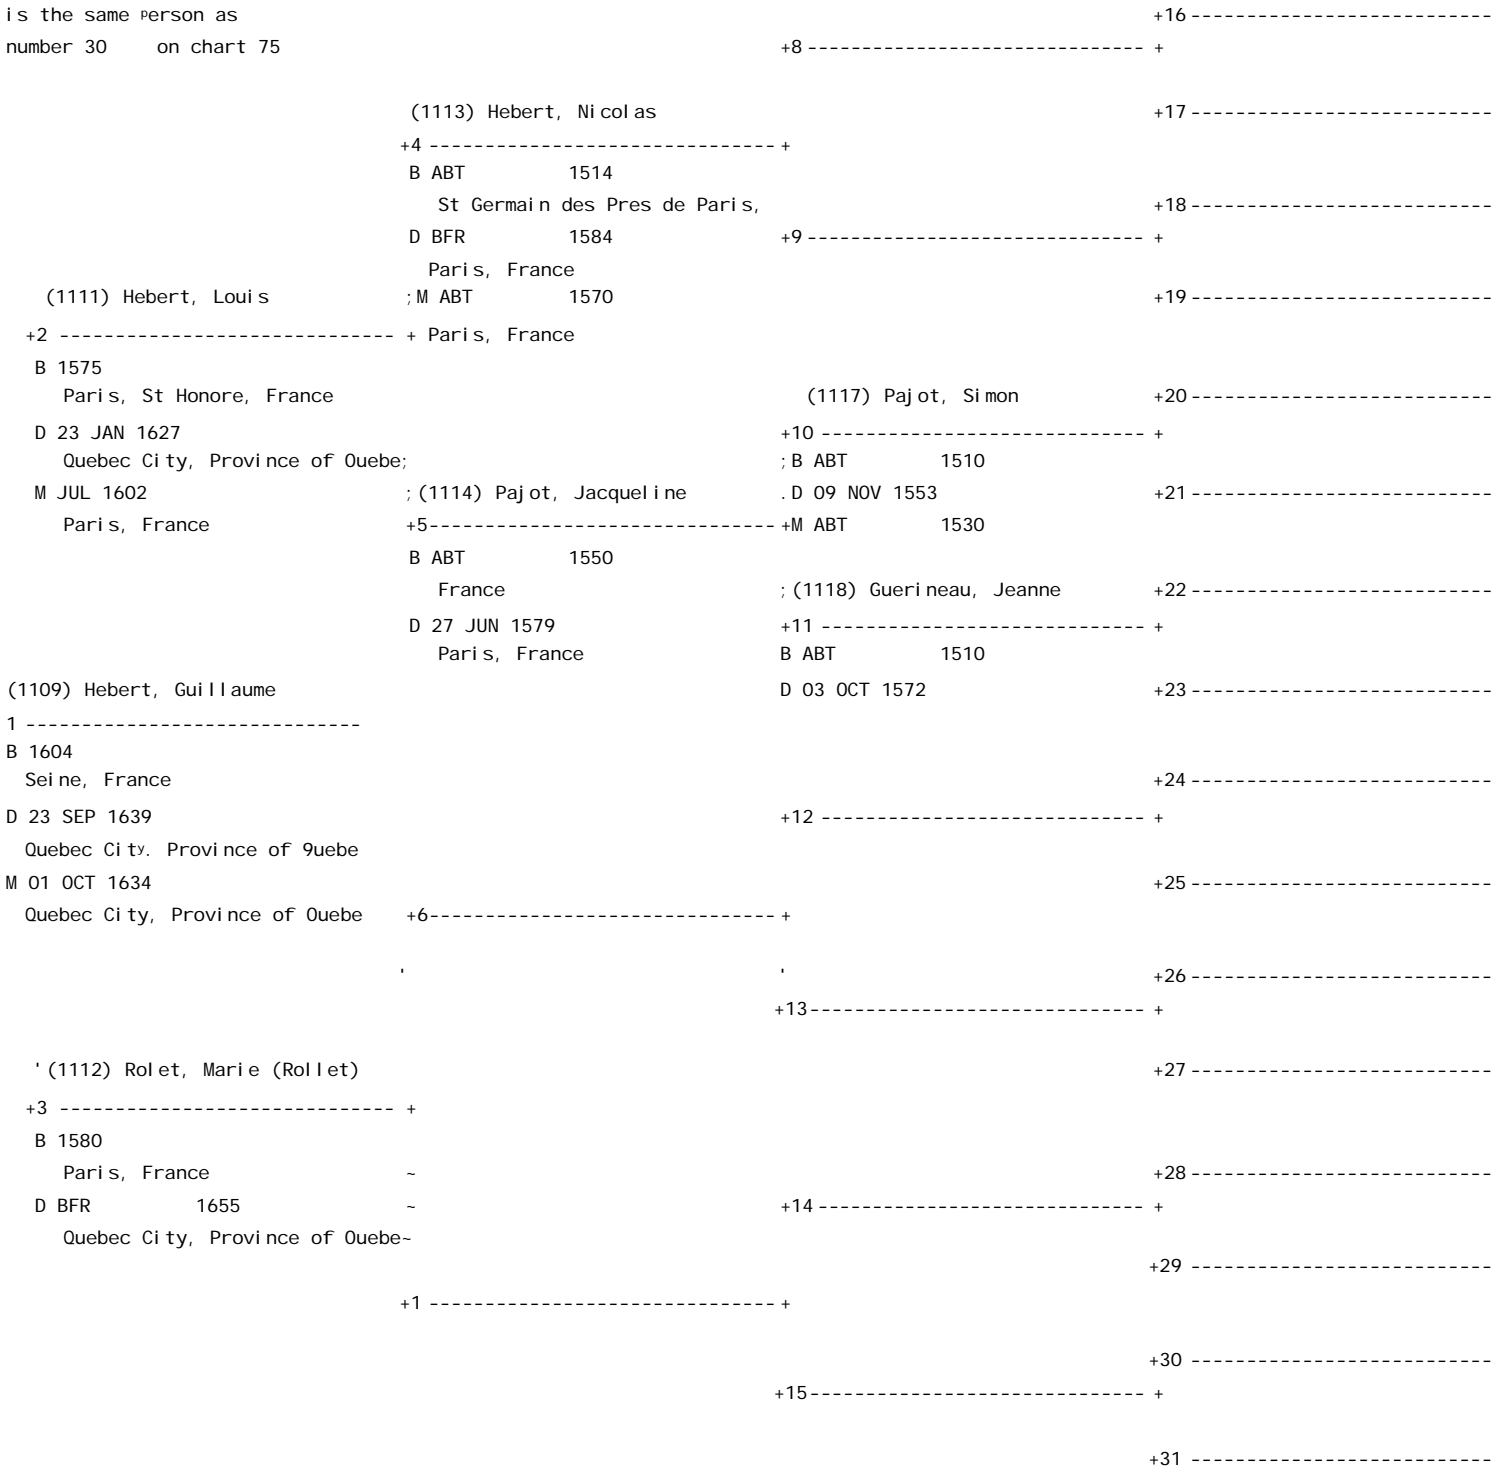 is the same person as +16 ---------------------------
number 30 on chart 75 +8 ------------------------------ +
(1113) Hebert, Nicolas +17 ---------------------------
+4 ------------------------------- +
B ABT 1514
St Germain des Pres de Paris, +18 ---------------------------
D BFR 1584 +9 ------------------------------ +
Paris, France
(1111) Hebert, Louis ;M ABT 1570 +19 ---------------------------
+2 ------------------------------ + Paris, France
B 1575
Paris, St Honore, France (1117) Pajot, Simon +20 ---------------------------
D 23 JAN 1627 +10 ----------------------------- +
Quebec City, Province of Ouebe; ;B ABT 1510
M JUL 1602 ;(1114) Pajot, Jacqueline .D 09 NOV 1553 +21 ---------------------------
Paris, France +5------------------------------- +M ABT 1530
B ABT 1550
France ;(1118) Guerineau, Jeanne +22 ---------------------------
D 27 JUN 1579 +11 ----------------------------- +
Paris, France B ABT 1510
(1109) Hebert, Guillaume D 03 OCT 1572 +23 ---------------------------
1 ------------------------------
B 1604
Seine, France +24 ---------------------------
D 23 SEP 1639 +12 ----------------------------- +
Quebec City. Province of 9uebe
M 01 OCT 1634 +25 ---------------------------
Quebec City, Province of Ouebe +6------------------------------- +
' ' +26 ---------------------------
+13------------------------------ +
'(1112) Rolet, Marie (Rollet) +27 ---------------------------
+3 ------------------------------ +
B 1580
Paris, France ~ +28 ---------------------------
D BFR 1655 ~ +14 ----------------------------- +
Quebec City, Province of Ouebe~
+29 ---------------------------
+1 ------------------------------- +
+30 ---------------------------
+15------------------------------ +
+31 ---------------------------